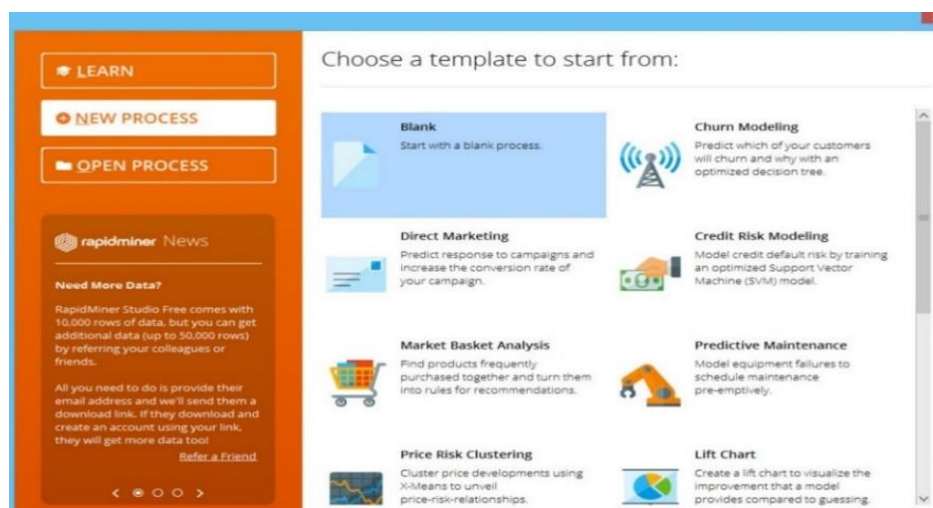 LEARN
NEW PROCESS
OPEN PROCESS
rapidminer News
Need More Data?
RapidMiner Studio Free comes with
10,000 rows of data, but you can get
additional data (up to 50,000 rows)
by referring your colleagues or
friends.
All you need to do is provide their
email address and we'll send them a
download link. If they download and
create an account using your link,
they will get more data too!
Refer a Friend
Choose a template to start from:
Blank
Start with a blank process.
Churn Modeling
Predict which of your customers
will churn and why with an
optimized decision tree.
Direct Marketing
Predict response to campaigns and
increase the conversion rate of
your campaign.
Credit Risk Modeling
Model credit default risk by training
an optimized Support Vector
Machine (SVM) model.
Market Basket Analysis
Find products frequently
purchased together and turn them
into rules for recommendations.
Predictive Maintenance
Model equipment failures to
schedule maintenance
pre-emptively.
Price Risk Clustering
Cluster price developments using
X-Means to unveil
price-risk-relationships.
Lift Chart
Create a lift chart to visualize the
improvement that a model
provides compared to guessing.